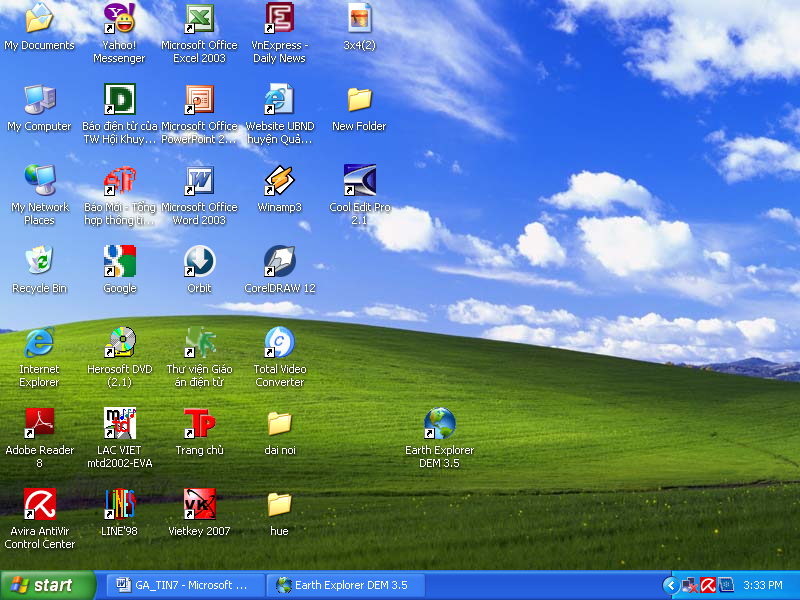 My Documents
Yahoo!
Messenger
Microsoft Office
Excel 2003
VnExpress -
Daily News
3x4(2)
My Computer
Báo điện tử của
TW Hội Khuy...
Microsoft Office
PowerPoint 2...
Website UBND
huyện Quả...
New Folder
My Network
Places
Báo Mới - Tổng
hợp thông ti...
Microsoft Office
Word 2003
Winamp3
Cool Edit Pro
2.1
Recycle Bin
Google
Orbit
CorelDRAW 12
Internet
Explorer
Herosoft DVD
(2.1)
Thư viện Giáo
án điện tử
Total Video
Converter
Adobe Reader
8
LAC VIET
mtd2002-EVA
Trang chủ
dai noi
Earth Explorer
DEM 3.5
Avira AntiVir
Control Center
LINE'98
Vietkey 2007
hue
start
GA_TIN7 - Microsoft ...
Earth Explorer DEM 3.5
3:33 PM